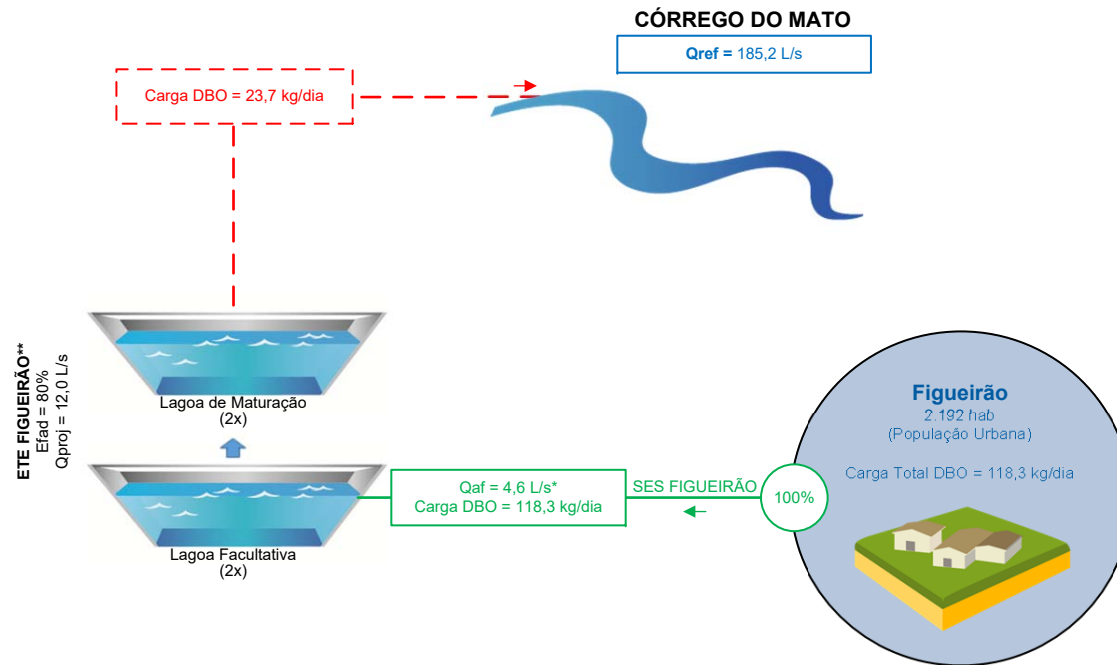 CÓRREGO DO MATO
Qref = 185,2 L/s
Carga DBO = 23,7 kg/dia
ETE FIGUEIRÃO**
Efad = 80%
Qproj = 12,0 L/s
Lagoa de Maturação
(2x)
Lagoa Facultativa
(2x)
Qaf = 4,6 L/s*
Carga DBO = 118,3 kg/dia
SES FIGUEIRÃO
100%
Figueirão
2.192 hab
(População Urbana)
Carga Total DBO = 118,3 kg/dia